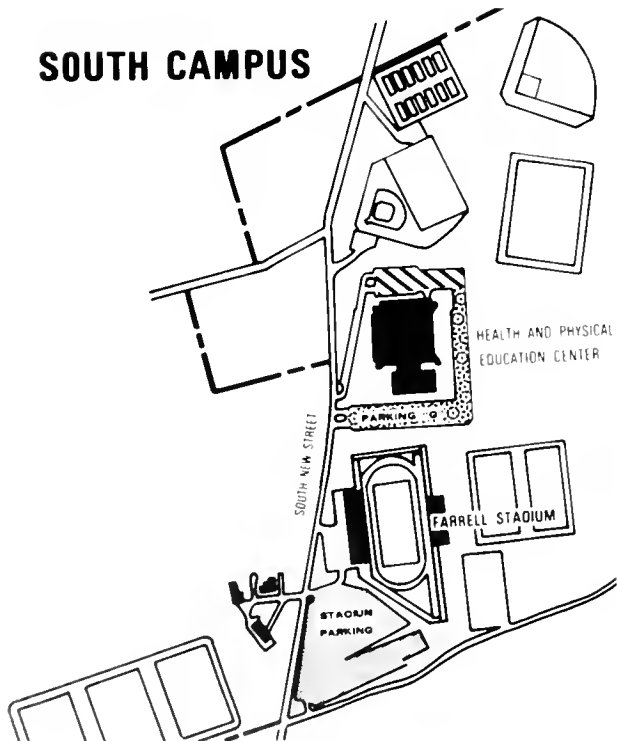 SOUTH CAMPUS
HEALTH AND PHYSICAL
EDUCATION CENTER
PARKING Q
SOUTH NEW STREET
FARRELL STADIUM
STADIUM
PARKING